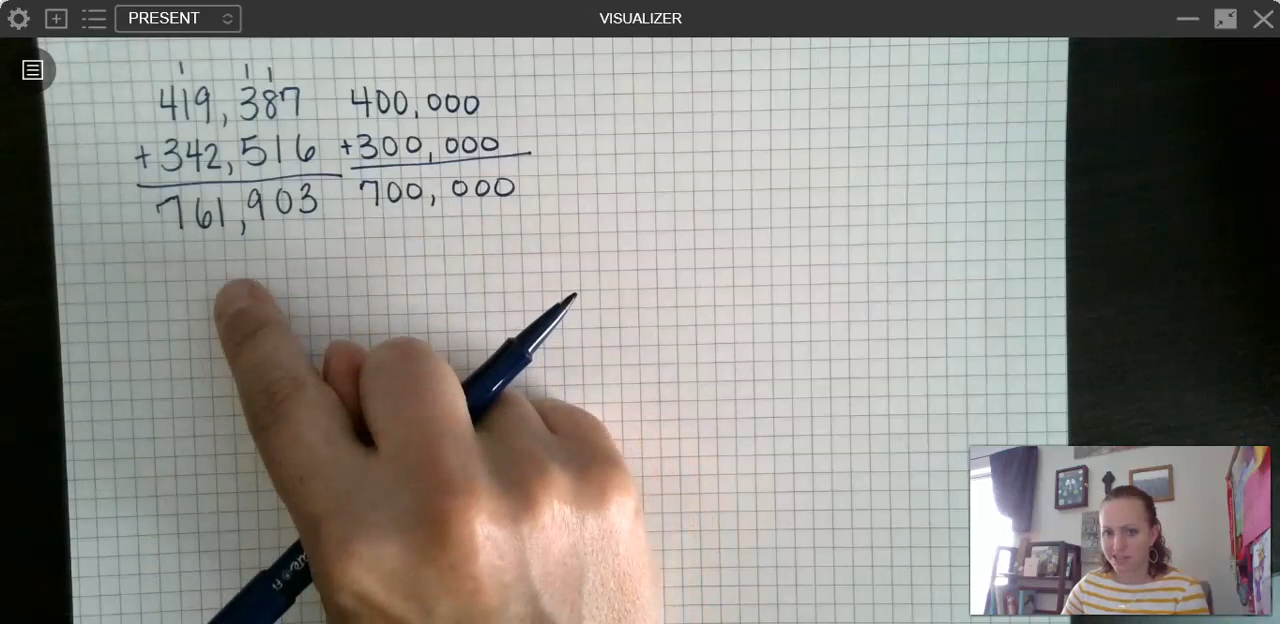 PRESENT
VISUALIZER
1 1 1
419,387 400,000
+342,516 +300,000
761,903 700,000